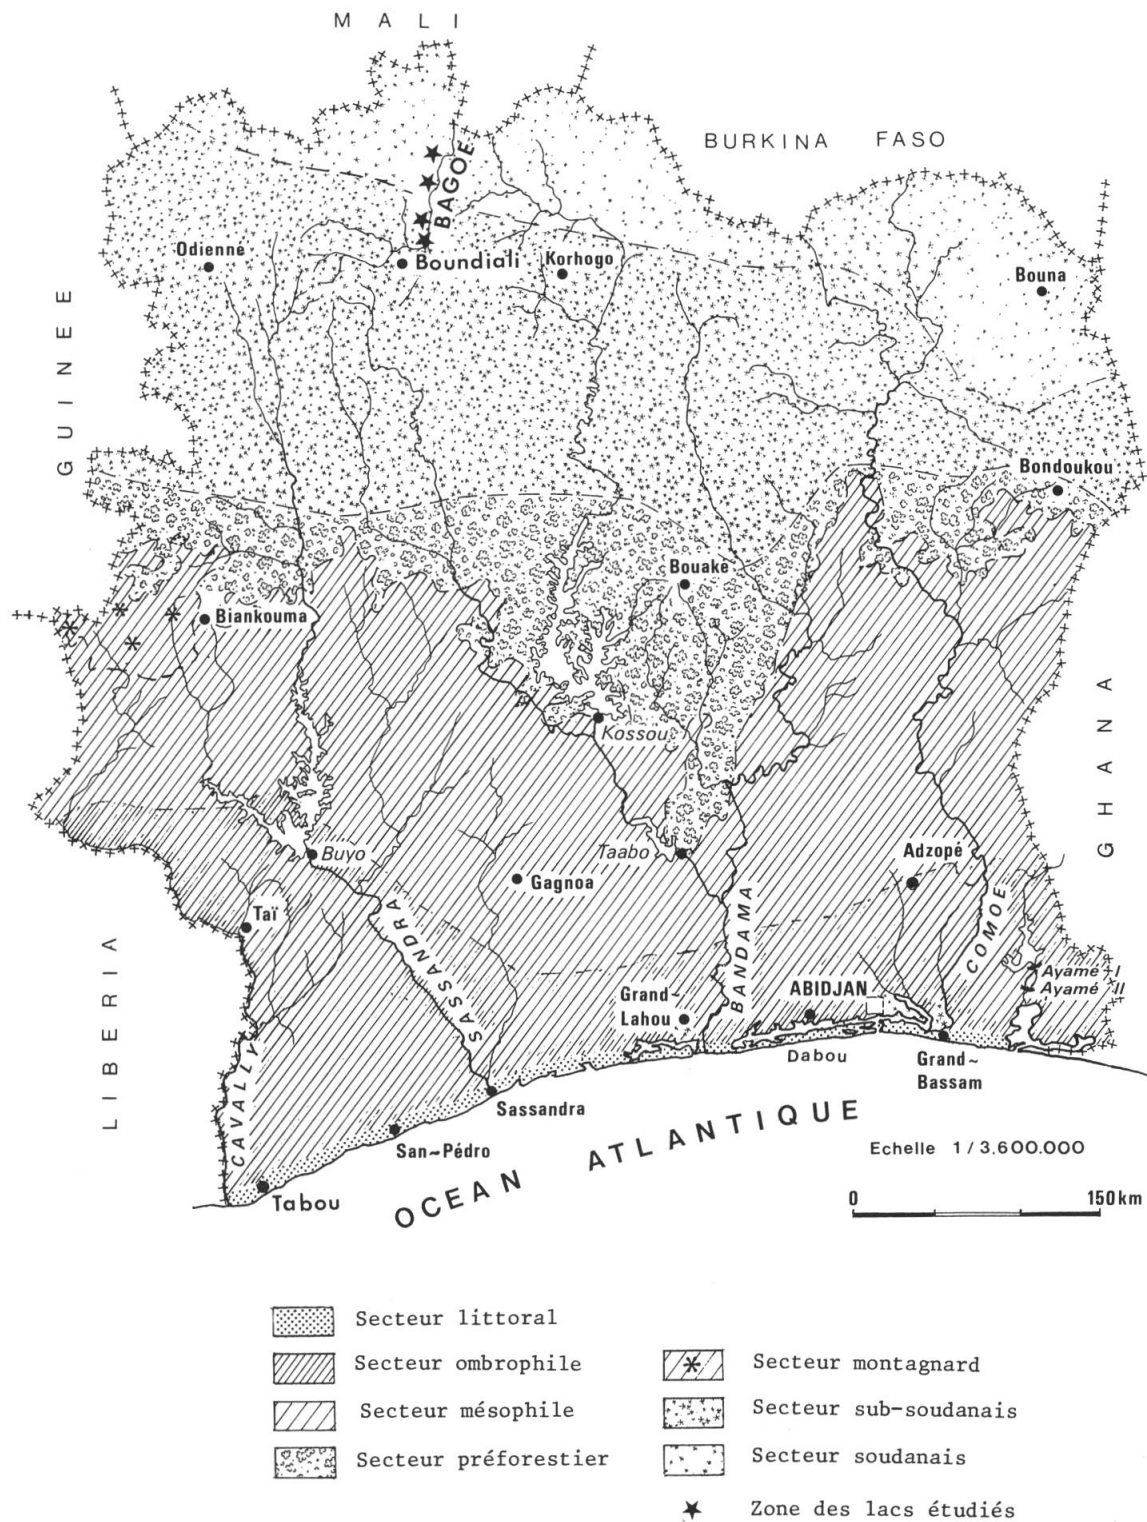 MALI
BURKINA FASO
BAGOE
Odienné
Boundiali
Korhogo
Bouna
GUINEE
Bondoukou
Bouaké
Biankouma
Kossou
GHANA
Buyo
Taabo
Adzopé
Gagnoa
Taï
SASSANDRA
BANDAMA
COMOE
LIBERIA
Ayamé I
Ayamé II
Grand~
Lahou
ABIDJAN
Dabou
Grand~
Bassam
CAVALLY
Sassandra
San~Pédro
Tabou
OCEAN ATLANTIQUE
Echelle 1/3.600.000
0 150km
Secteur littoral
Secteur ombrophile
Secteur mésophile
Secteur préforestier
Secteur montagnard
Secteur sub-soudanais
Secteur soudanais
Zone des lacs étudiés